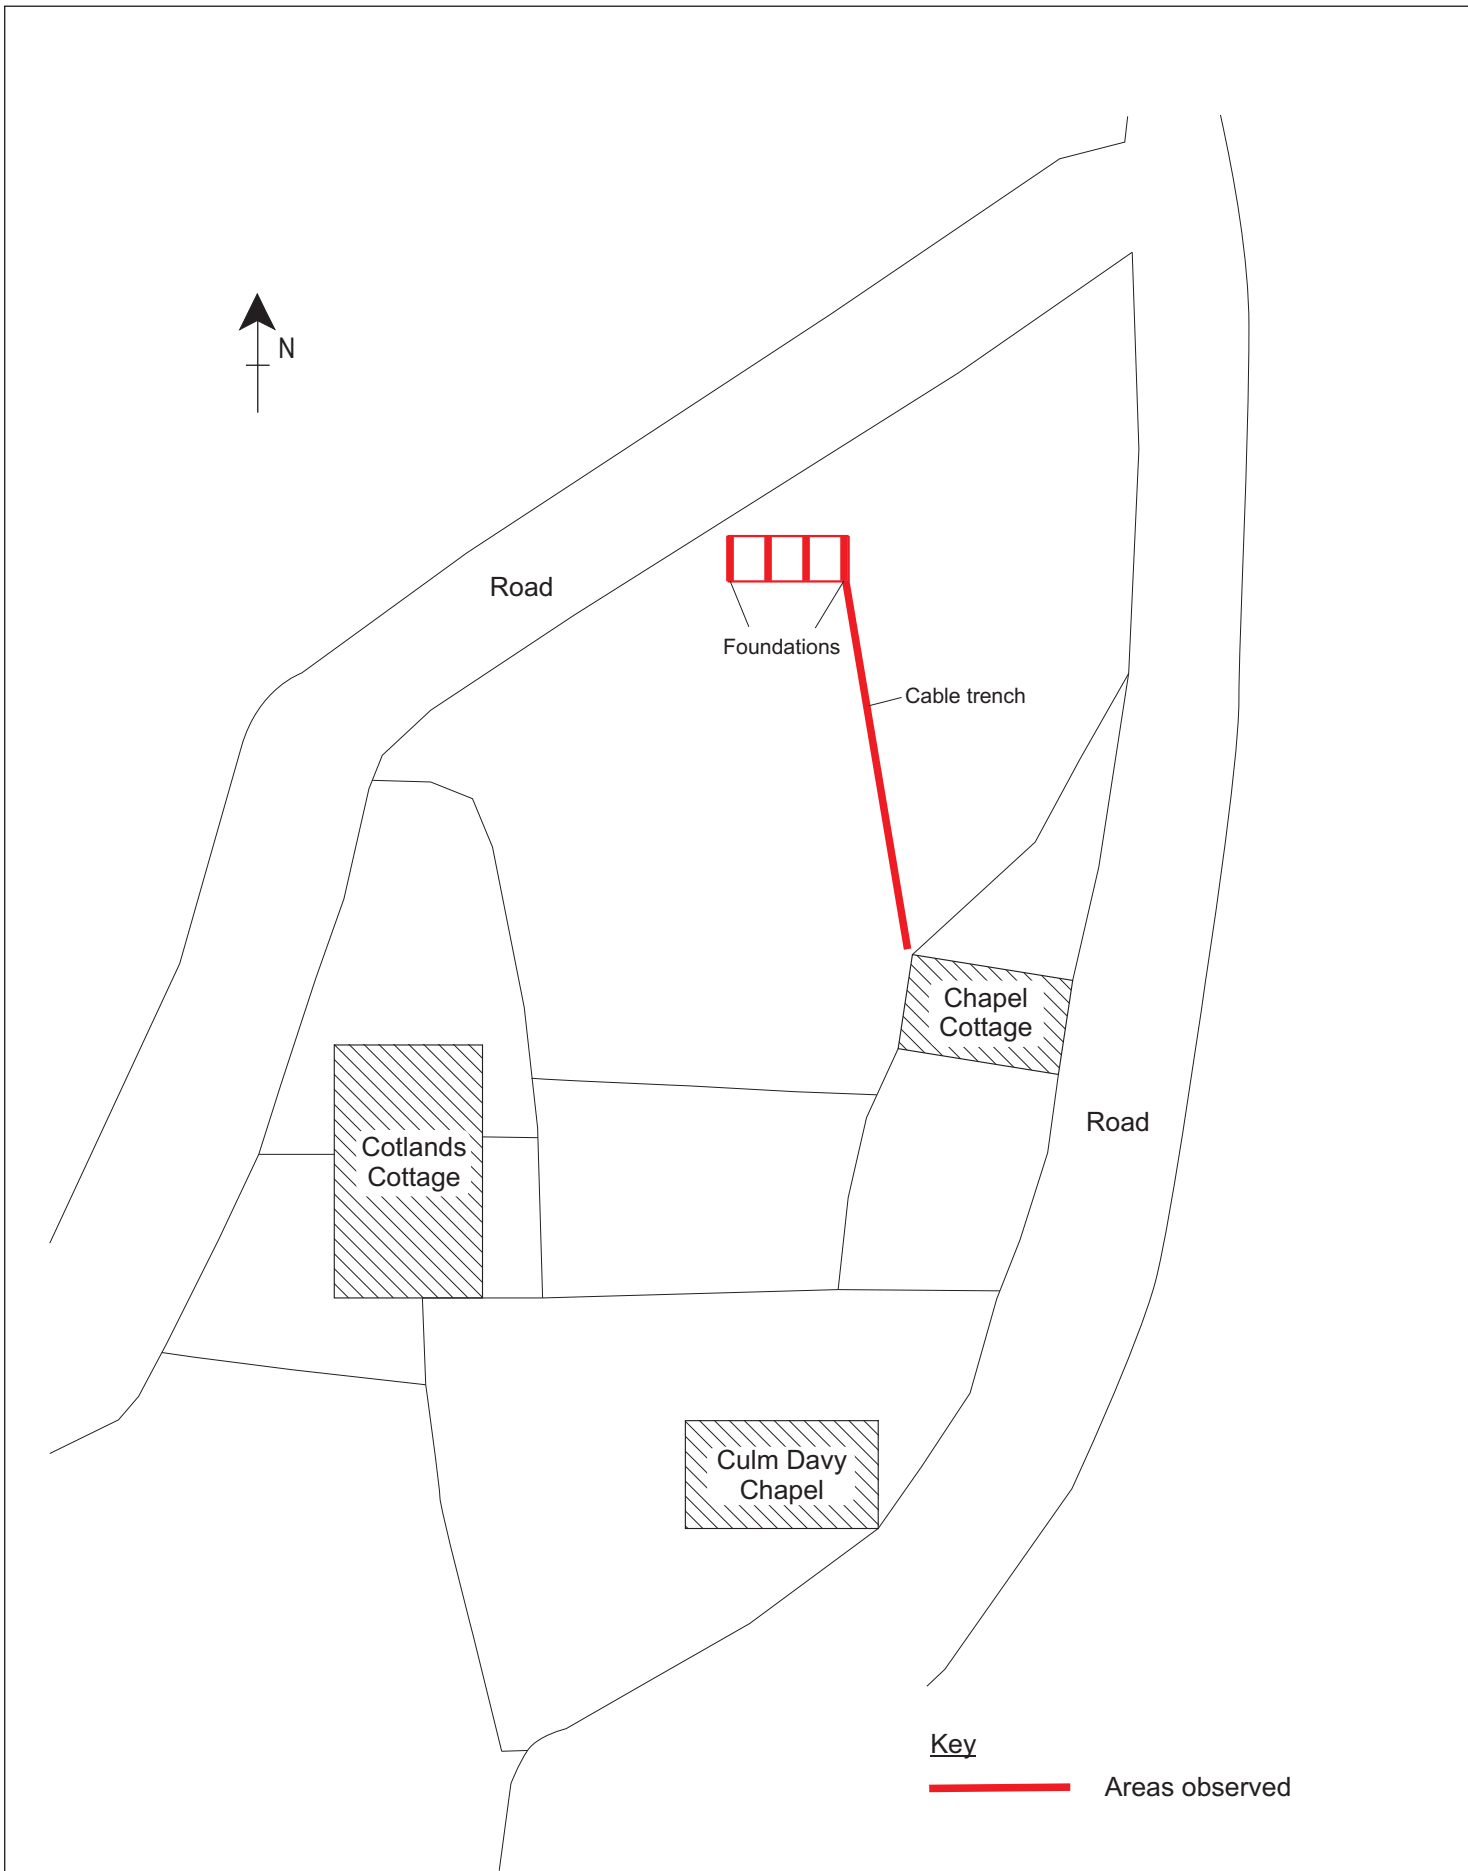 N
Road
Foundations
Cable trench
Chapel
Cottage
Road
Cotlands
Cottage
Culm Davy
Chapel
Key
Areas observed